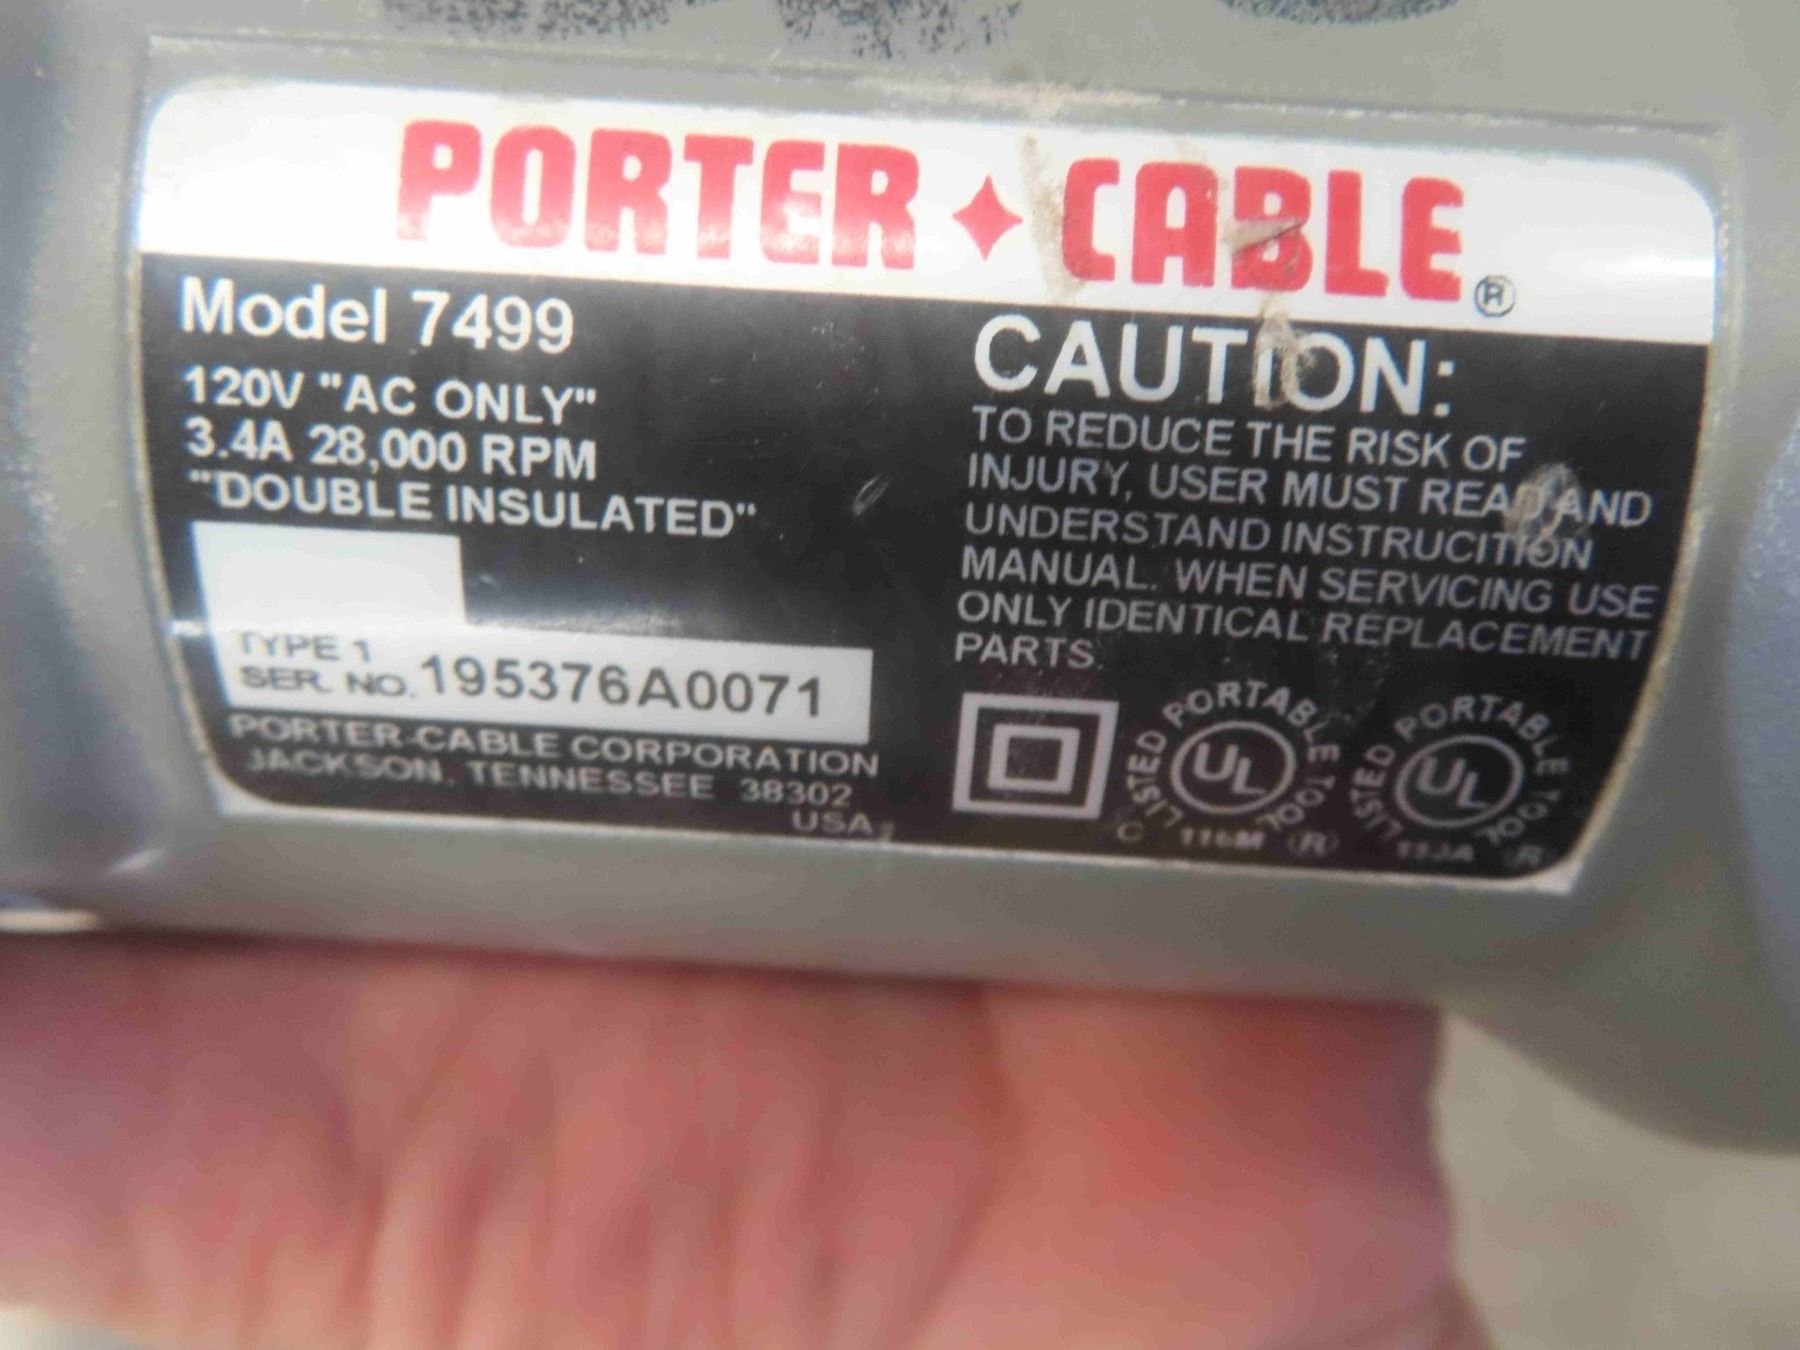 PORTER CABLE ®
Model 7499
120V "AC ONLY"
3.4A 28,000 RPM
"DOUBLE INSULATED"
TYPE 1
SER. NO. 195376A0071
PORTER-CABLE CORPORATION
JACKSON, TENNESSEE 38302
USA
CAUTION:
TO REDUCE THE RISK OF
INJURY, USER MUST READ AND
UNDERSTAND INSTRUCITION
MANUAL. WHEN SERVICING USE
ONLY IDENTICAL REPLACEMENT
PARTS.
LISTED PORTABLE TOOL
UL
C 116M (R)
LISTED PORTABLE TOOL
UL
113A R